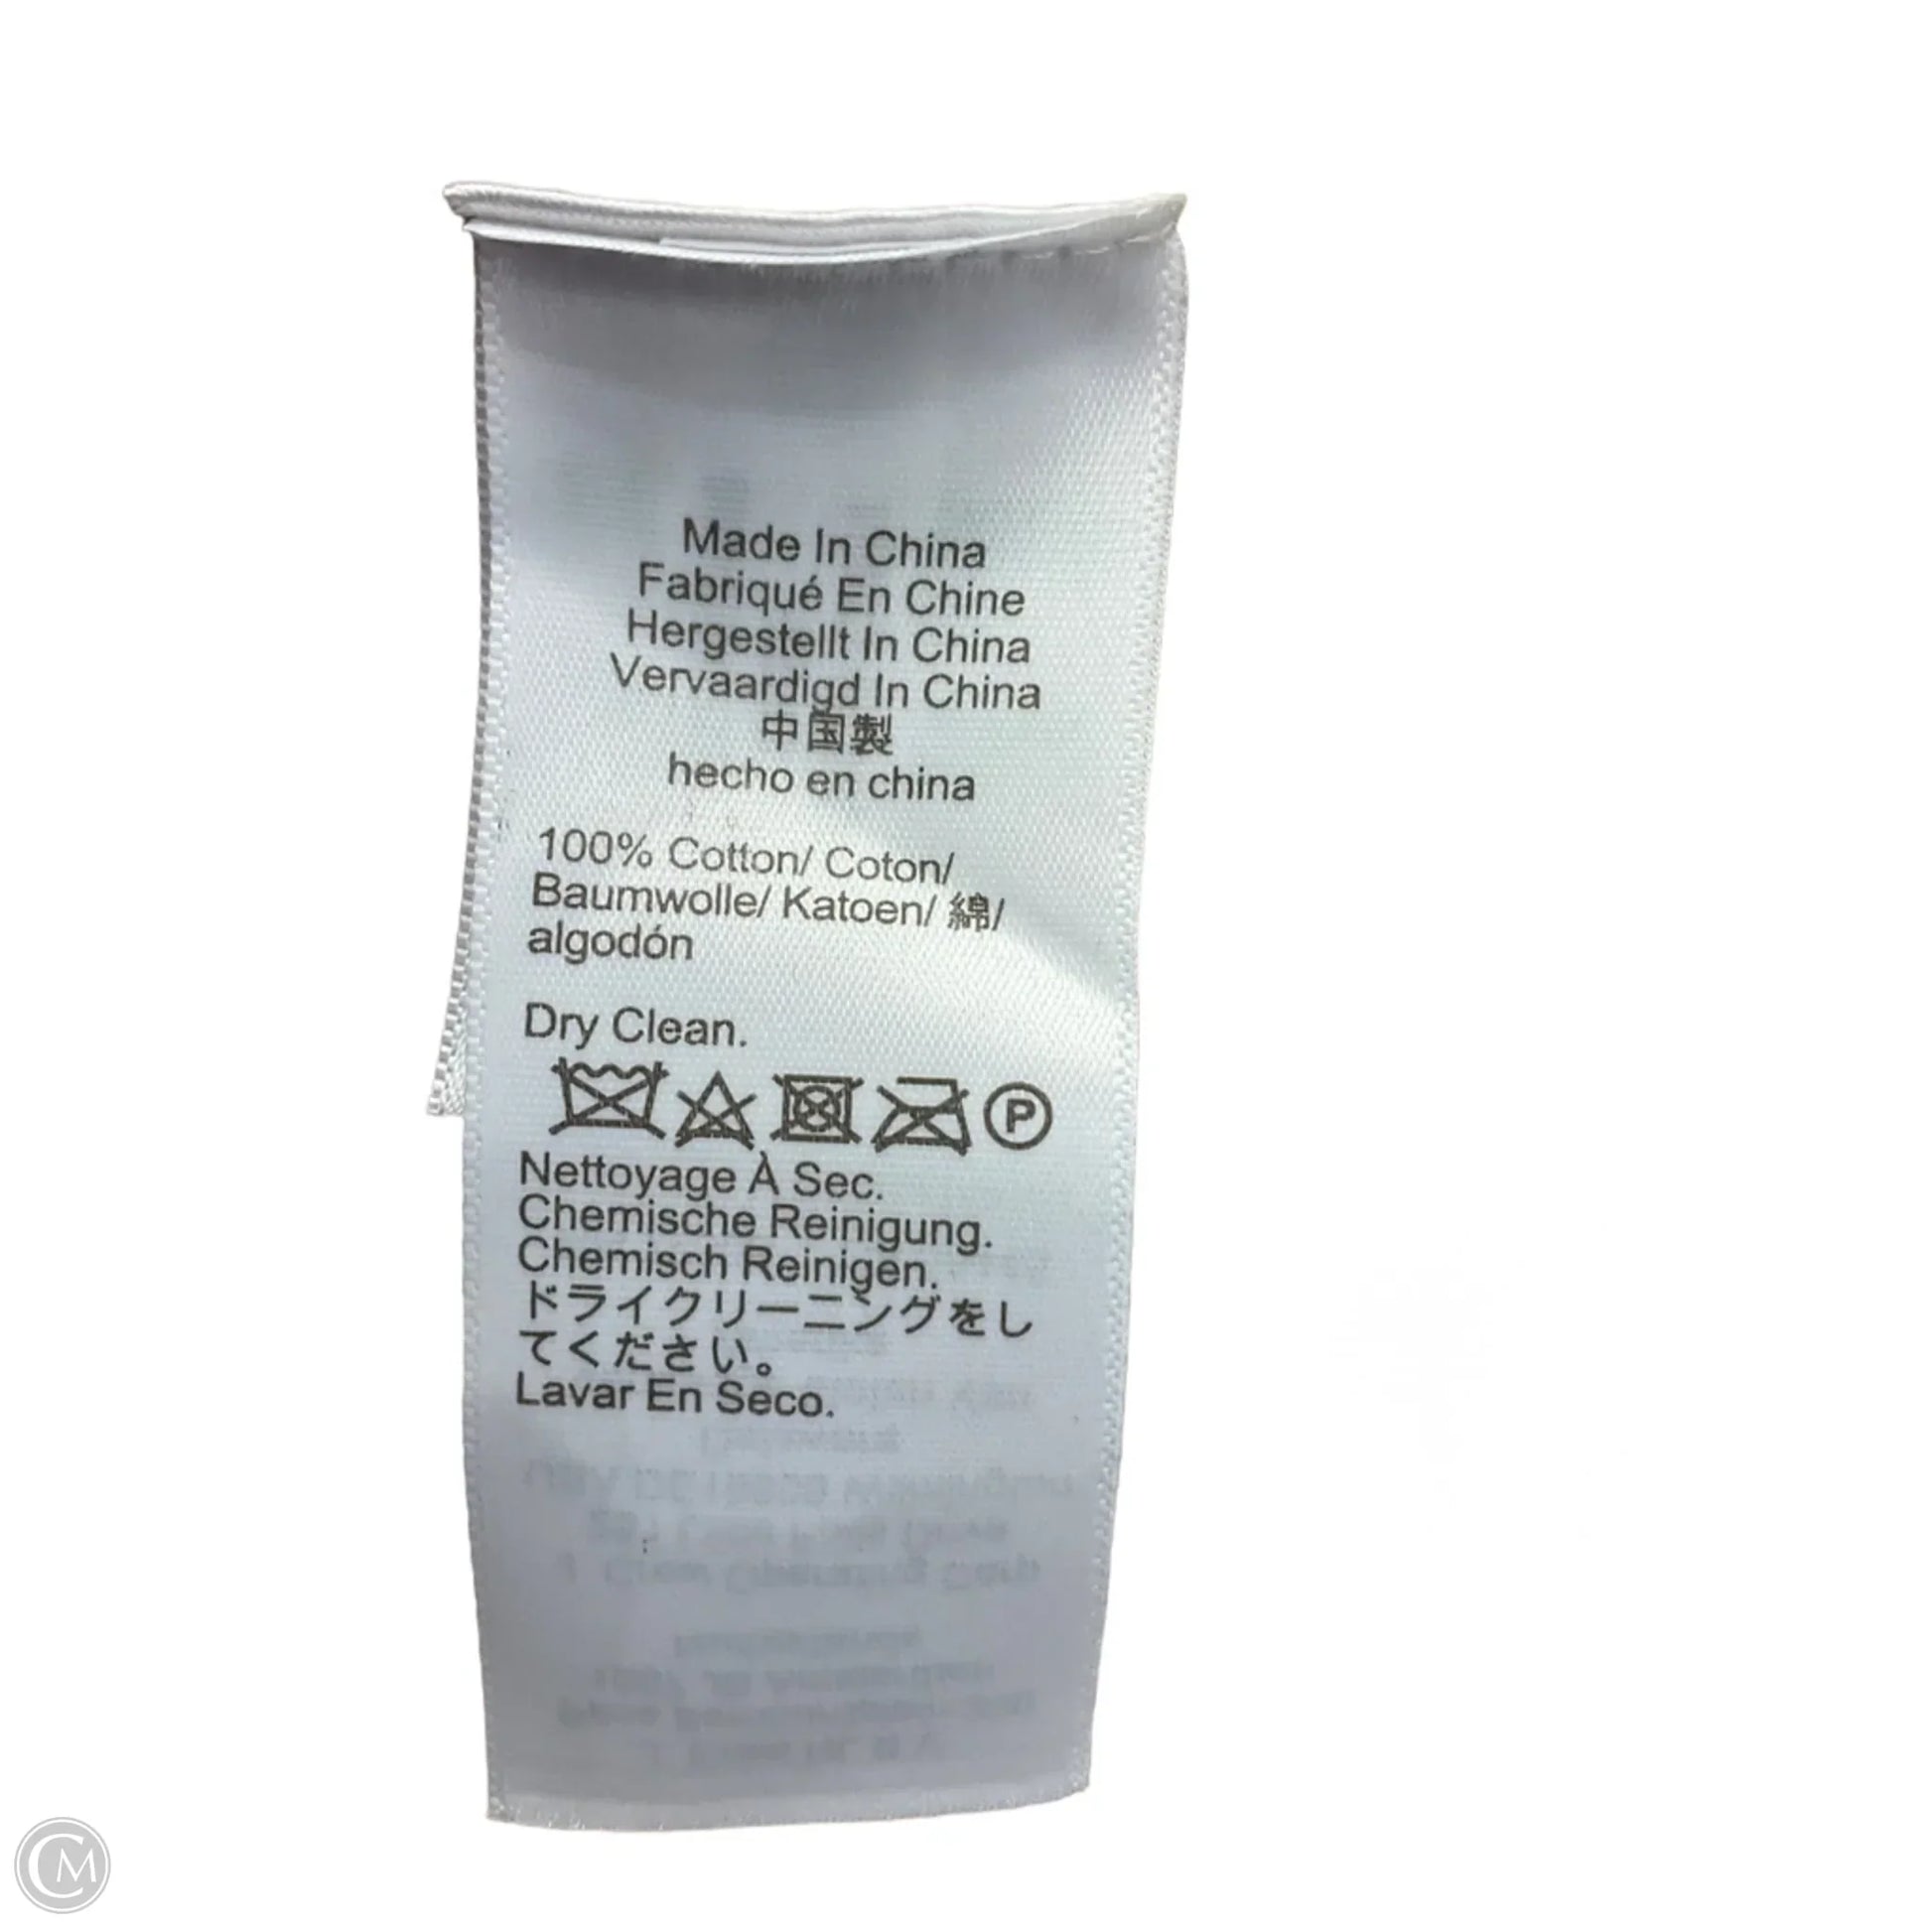 Made In China
Fabriqué En Chine
Hergestellt In China
Vervaardigd In China
中国製
hecho en china
100% Cotton/ Coton/
Baumwolle/ Katoen/ 綿/
algodón
Dry Clean.
P
Nettoyage À Sec.
Chemische Reinigung.
Chemisch Reinigen.
ドライクリーニングをし
てください。
Lavar En Seco.
CM